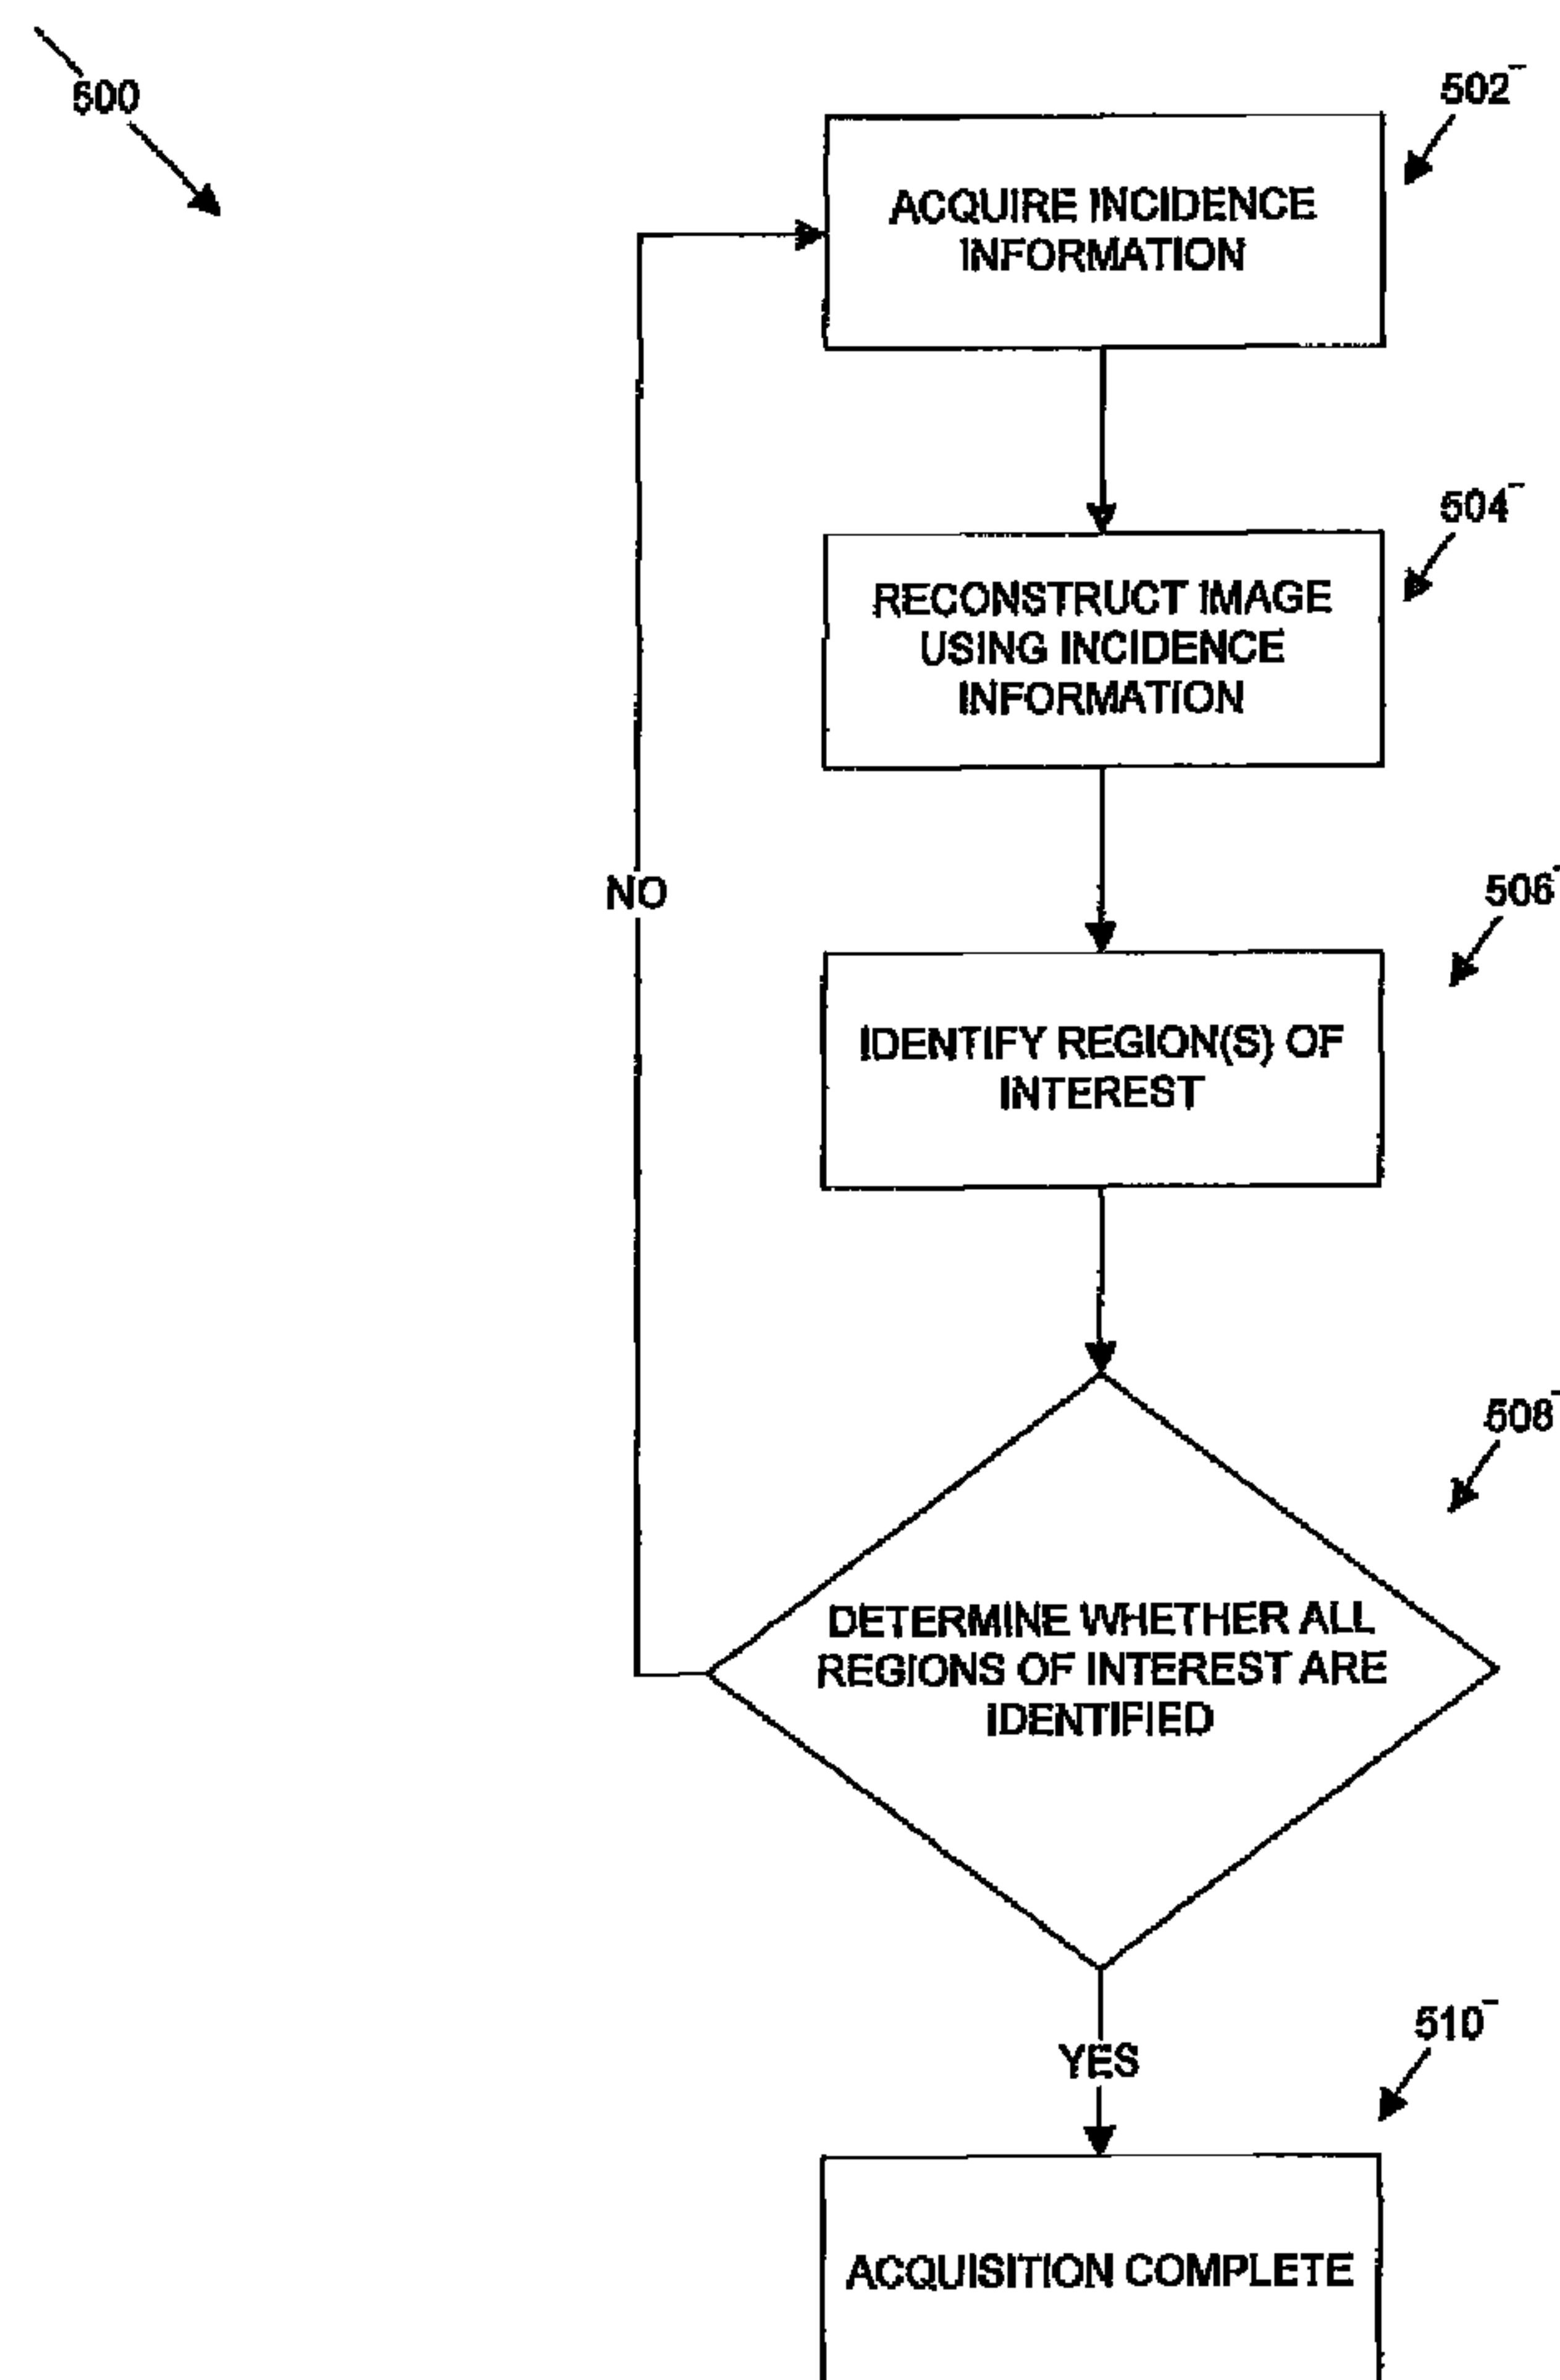 500
502
ACQUIRE INCIDENCE
INFORMATION
504
RECONSTRUCT IMAGE
USING INCIDENCE
INFORMATION
NO
506
IDENTIFY REGION(S) OF
INTEREST
508
DETERMINE WHETHER ALL
REGIONS OF INTEREST ARE
IDENTIFIED
510
YES
ACQUISITION COMPLETE